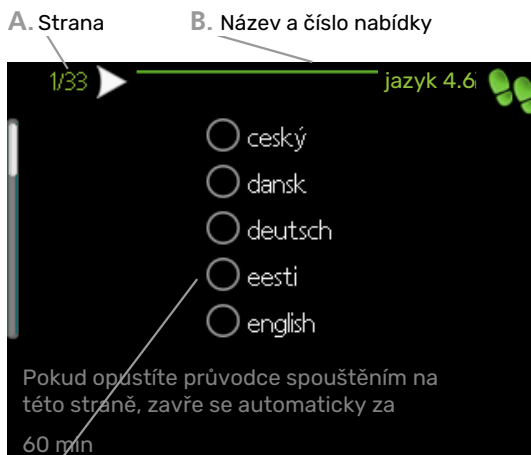 A. Strana
B. Název a číslo nabídky
1/33
jazyk 4.6
ceský
dansk
deutsch
eesti
english
Pokud opustíte průvodce spouštěním na
této straně, zavře se automaticky za
60 min